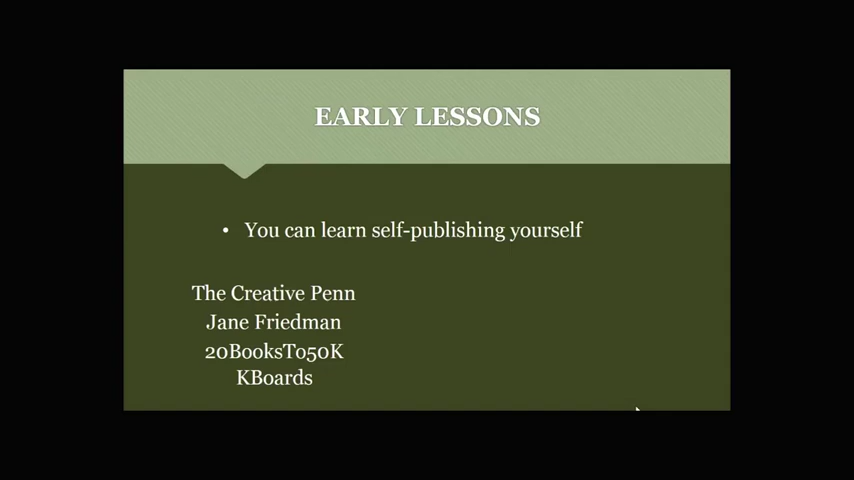 EARLY LESSONS
• You can learn self-publishing yourself
The Creative Penn
Jane Friedman
20BooksTo50K
KBoards